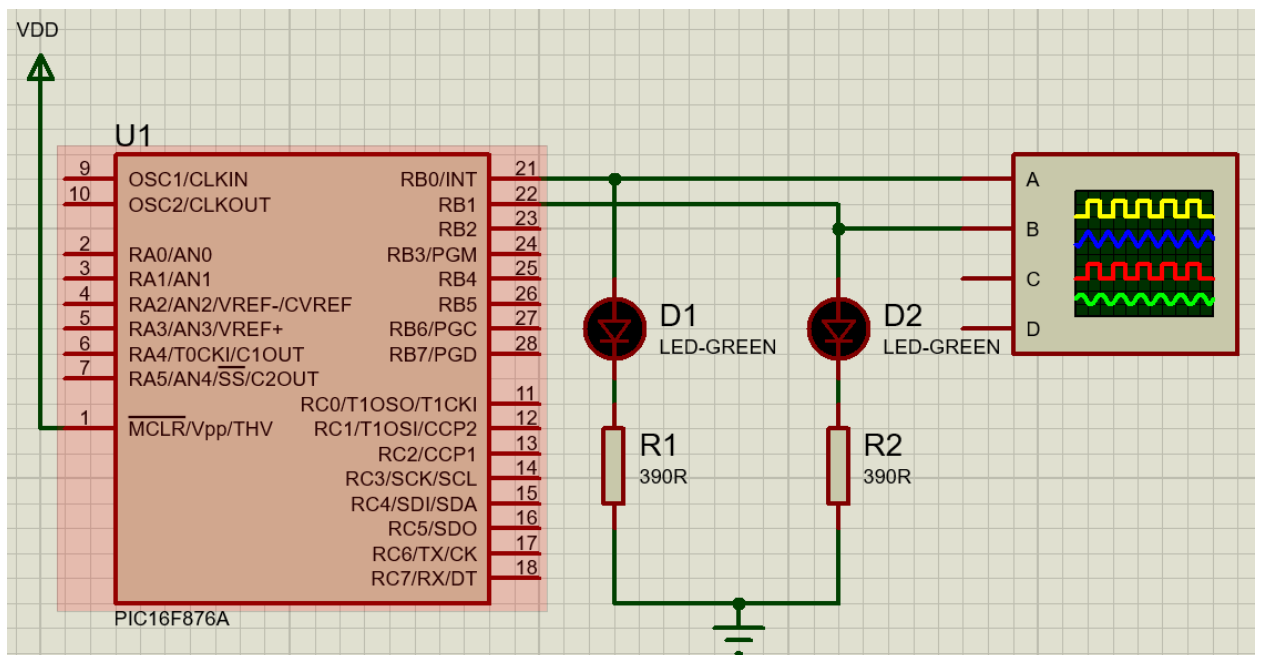 VDD
U1
9
OSC1/CLKIN
10
OSC2/CLKOUT
2
RA0/AN0
3
RA1/AN1
4
RA2/AN2/VREF-/CVREF
5
RA3/AN3/VREF+
6
RA4/T0CKI/C1OUT
7
RA5/AN4/SS/C2OUT
1
MCLR/Vpp/THV
RB0/INT
21
RB1
22
RB2
23
RB3/PGM
24
RB4
25
RB5
26
RB6/PGC
27
RB7/PGD
28
RC0/T1OSO/T1CKI
11
RC1/T1OSI/CCP2
12
RC2/CCP1
13
RC3/SCK/SCL
14
RC4/SDI/SDA
15
RC5/SDO
16
RC6/TX/CK
17
RC7/RX/DT
18
PIC16F876A
D1
LED-GREEN
R1
390R
D2
LED-GREEN
R2
390R
A
B
C
D